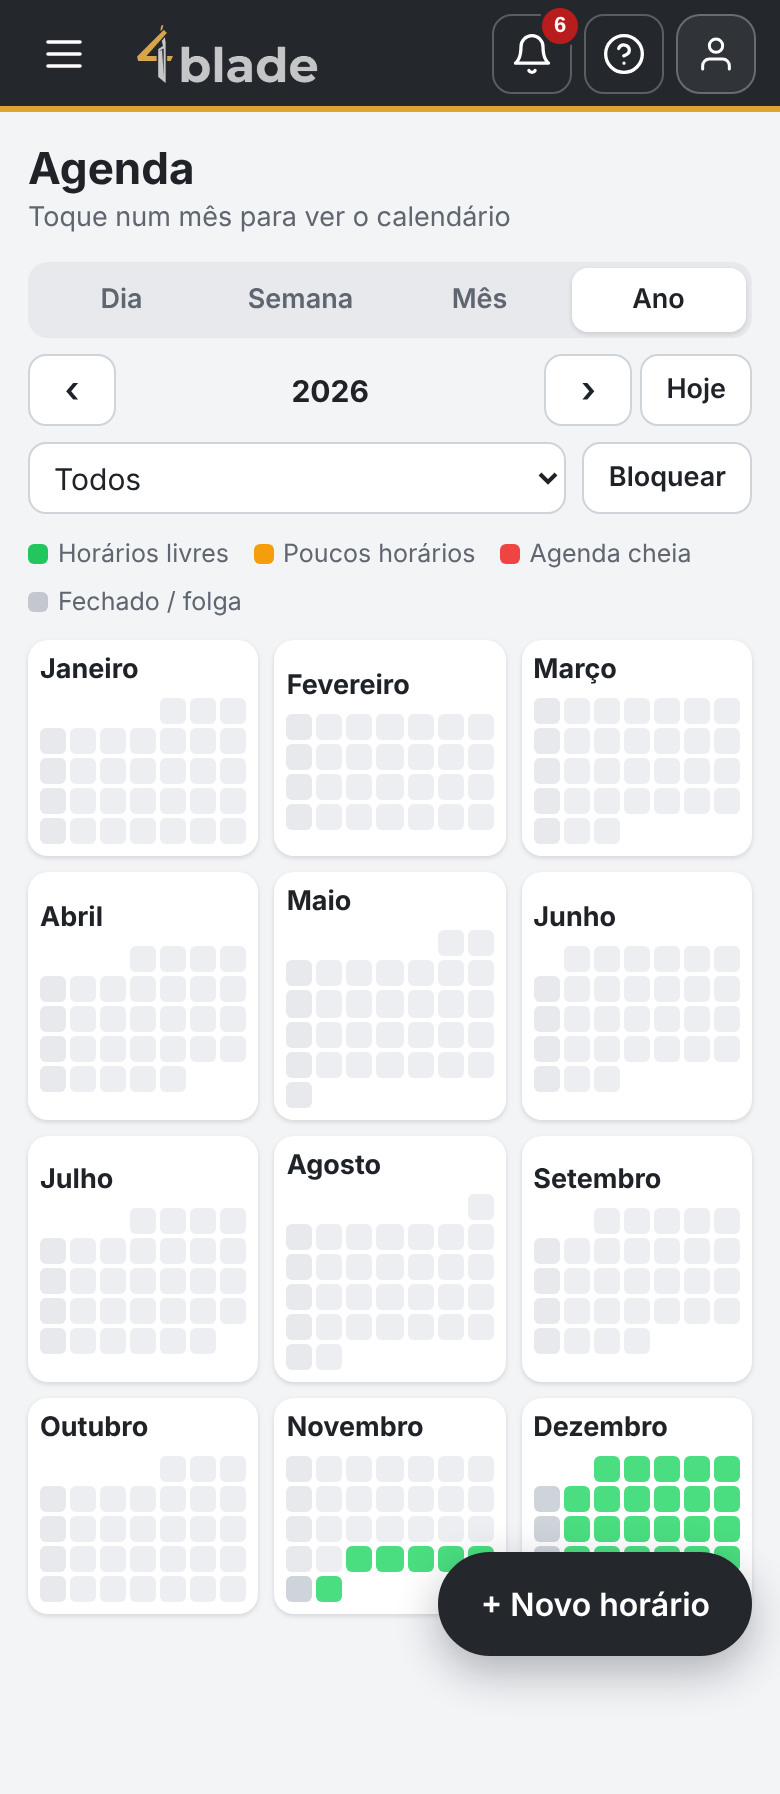 4blade
6
Agenda
Toque num mês para ver o calendário
Dia Semana Mês Ano
‹ 2026 › Hoje
Todos Bloquear
Horários livres Poucos horários Agenda cheia
Fechado / folga
Janeiro Fevereiro Março
Abril Maio Junho
Julho Agosto Setembro
Outubro Novembro Dezembro
+ Novo horário